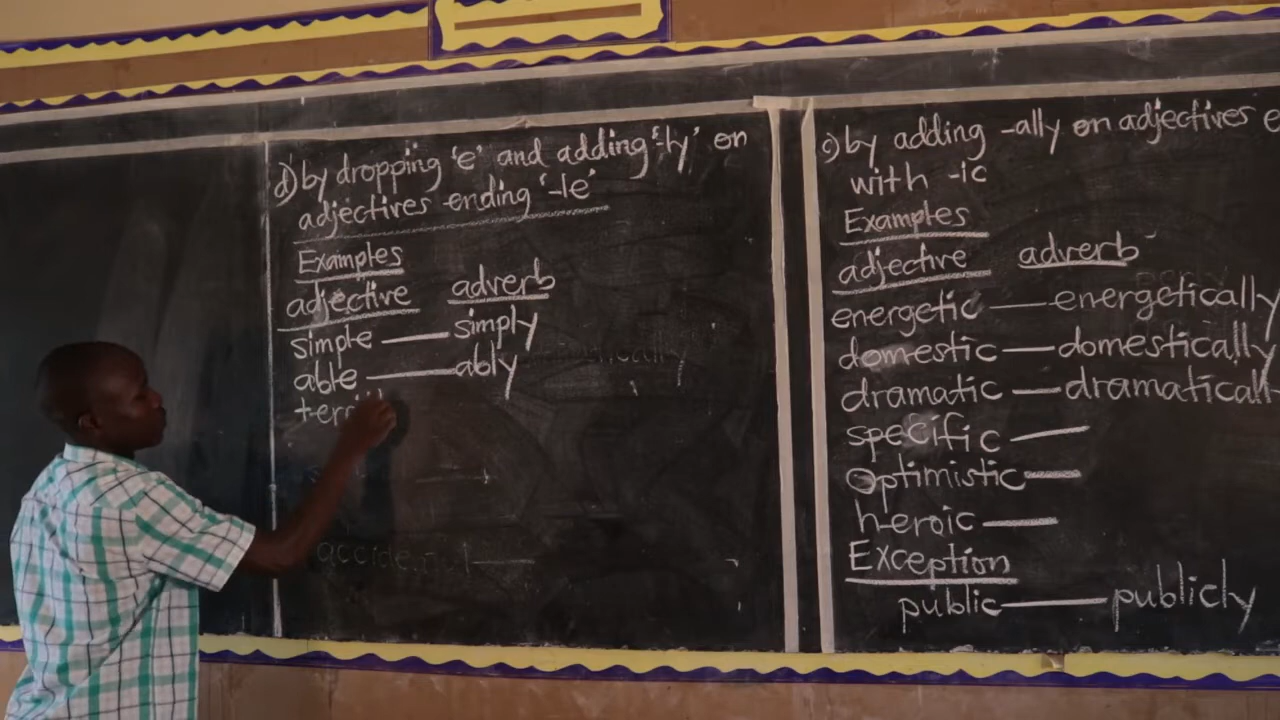 d) by dropping 'e' and adding '-ly' on
adjectives ending '-le'
Examples
adjective adverb
simple — simply
able — ably
c) by adding -ally on adjectives e
with -ic
Examples
adjective adverb
energetic — energetically
domestic — domestically
dramatic — dramaticall
specific —
optimistic —
heroic —
Exception
public — publicly